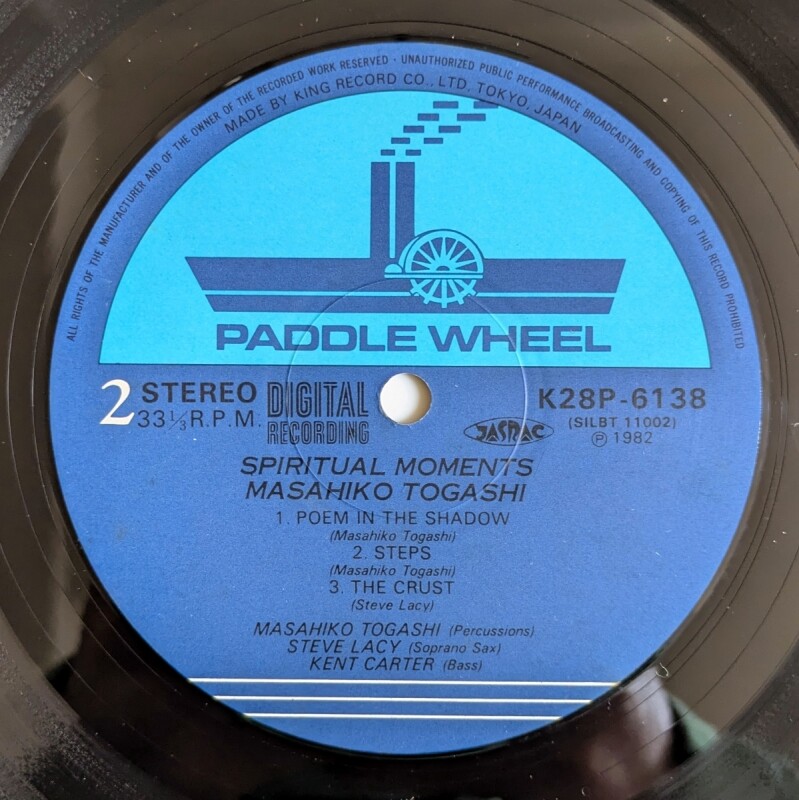 ALL RIGHTS OF THE MANUFACTURER AND OF THE OWNER OF THE RECORDED WORK RESERVED · UNAUTHORIZED PUBLIC PERFORMANCE BROADCASTING AND COPYING OF THIS RECORD PROHIBITED
MADE BY KING RECORD CO., LTD. TOKYO, JAPAN
PADDLE WHEEL
2 STEREO
33⅓ R.P.M.
DIGITAL
RECORDING
JASRAC
K28P-6138
(SILBT 11002)
Ⓟ 1982
SPIRITUAL MOMENTS
MASAHIKO TOGASHI
1. POEM IN THE SHADOW
(Masahiko Togashi)
2. STEPS
(Masahiko Togashi)
3. THE CRUST
(Steve Lacy)
MASAHIKO TOGASHI (Percussions)
STEVE LACY (Soprano Sax)
KENT CARTER (Bass)